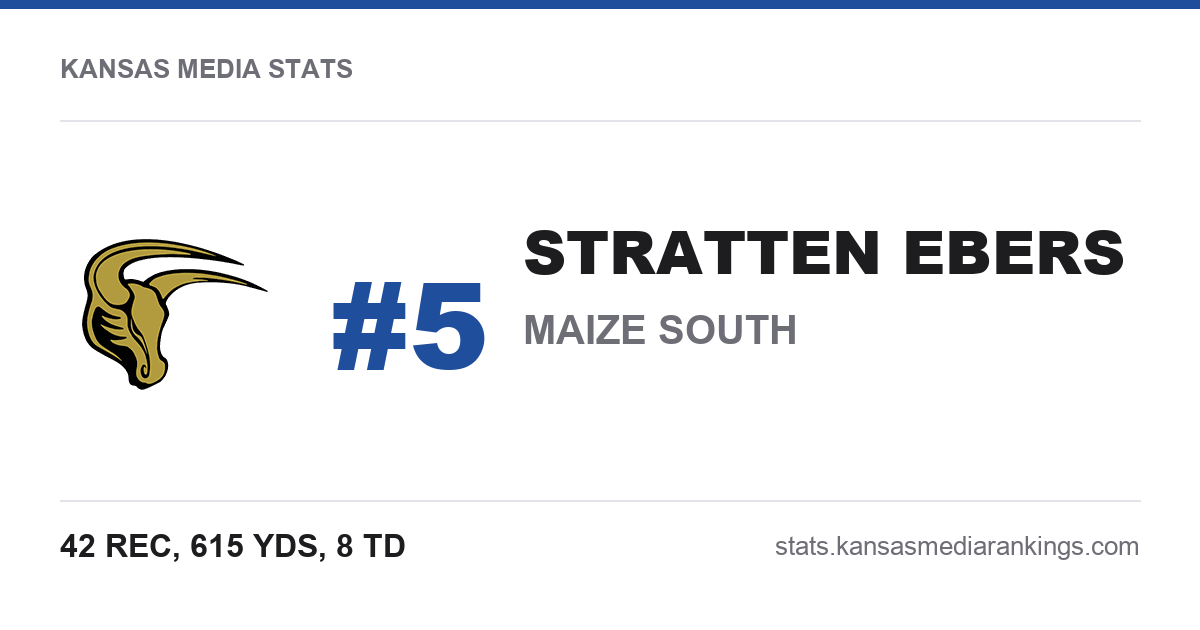 KANSAS MEDIA STATS
#5
STRATTEN EBERS
MAIZE SOUTH
42 REC, 615 YDS, 8 TD
stats.kansasmediarankings.com